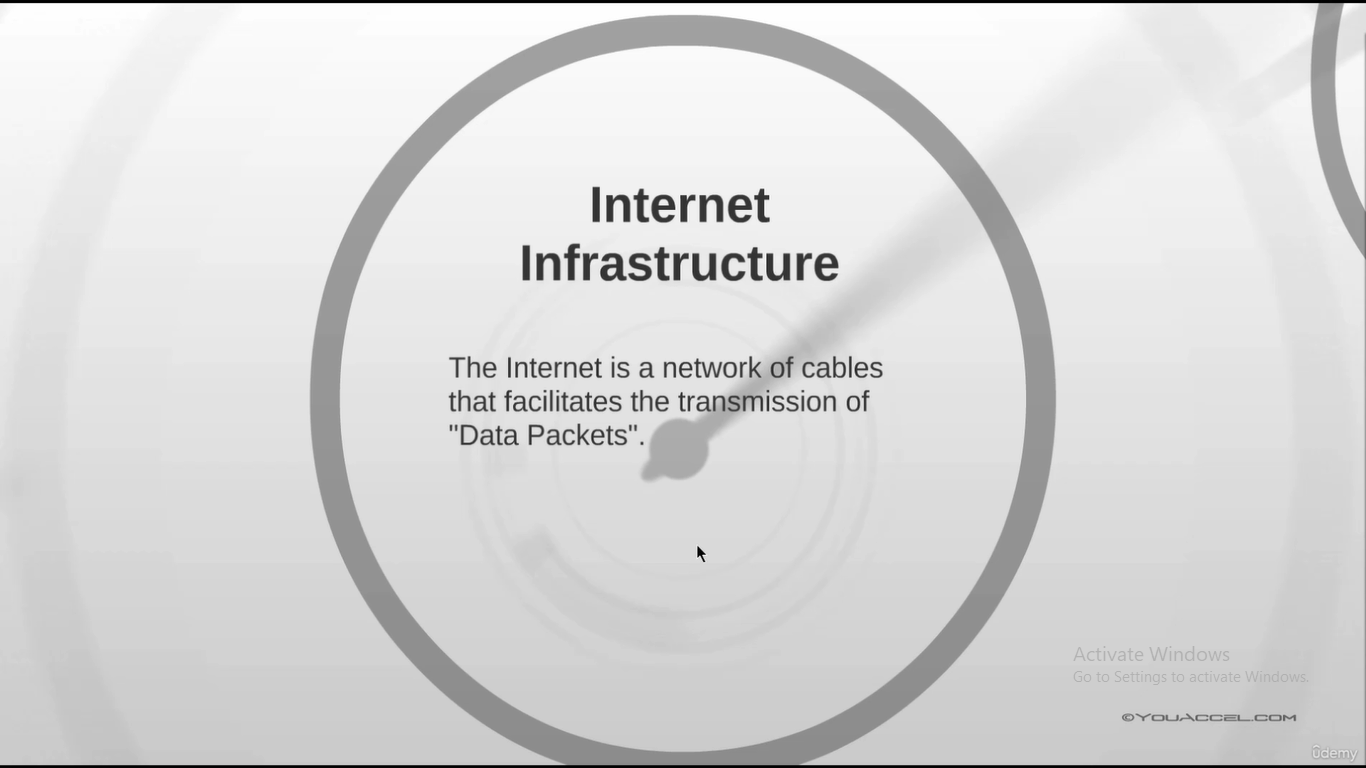 Internet
Infrastructure
The Internet is a network of cables
that facilitates the transmission of
"Data Packets".
Activate Windows
Go to Settings to activate Windows.
©YOUACCEL.COM
ûdemy